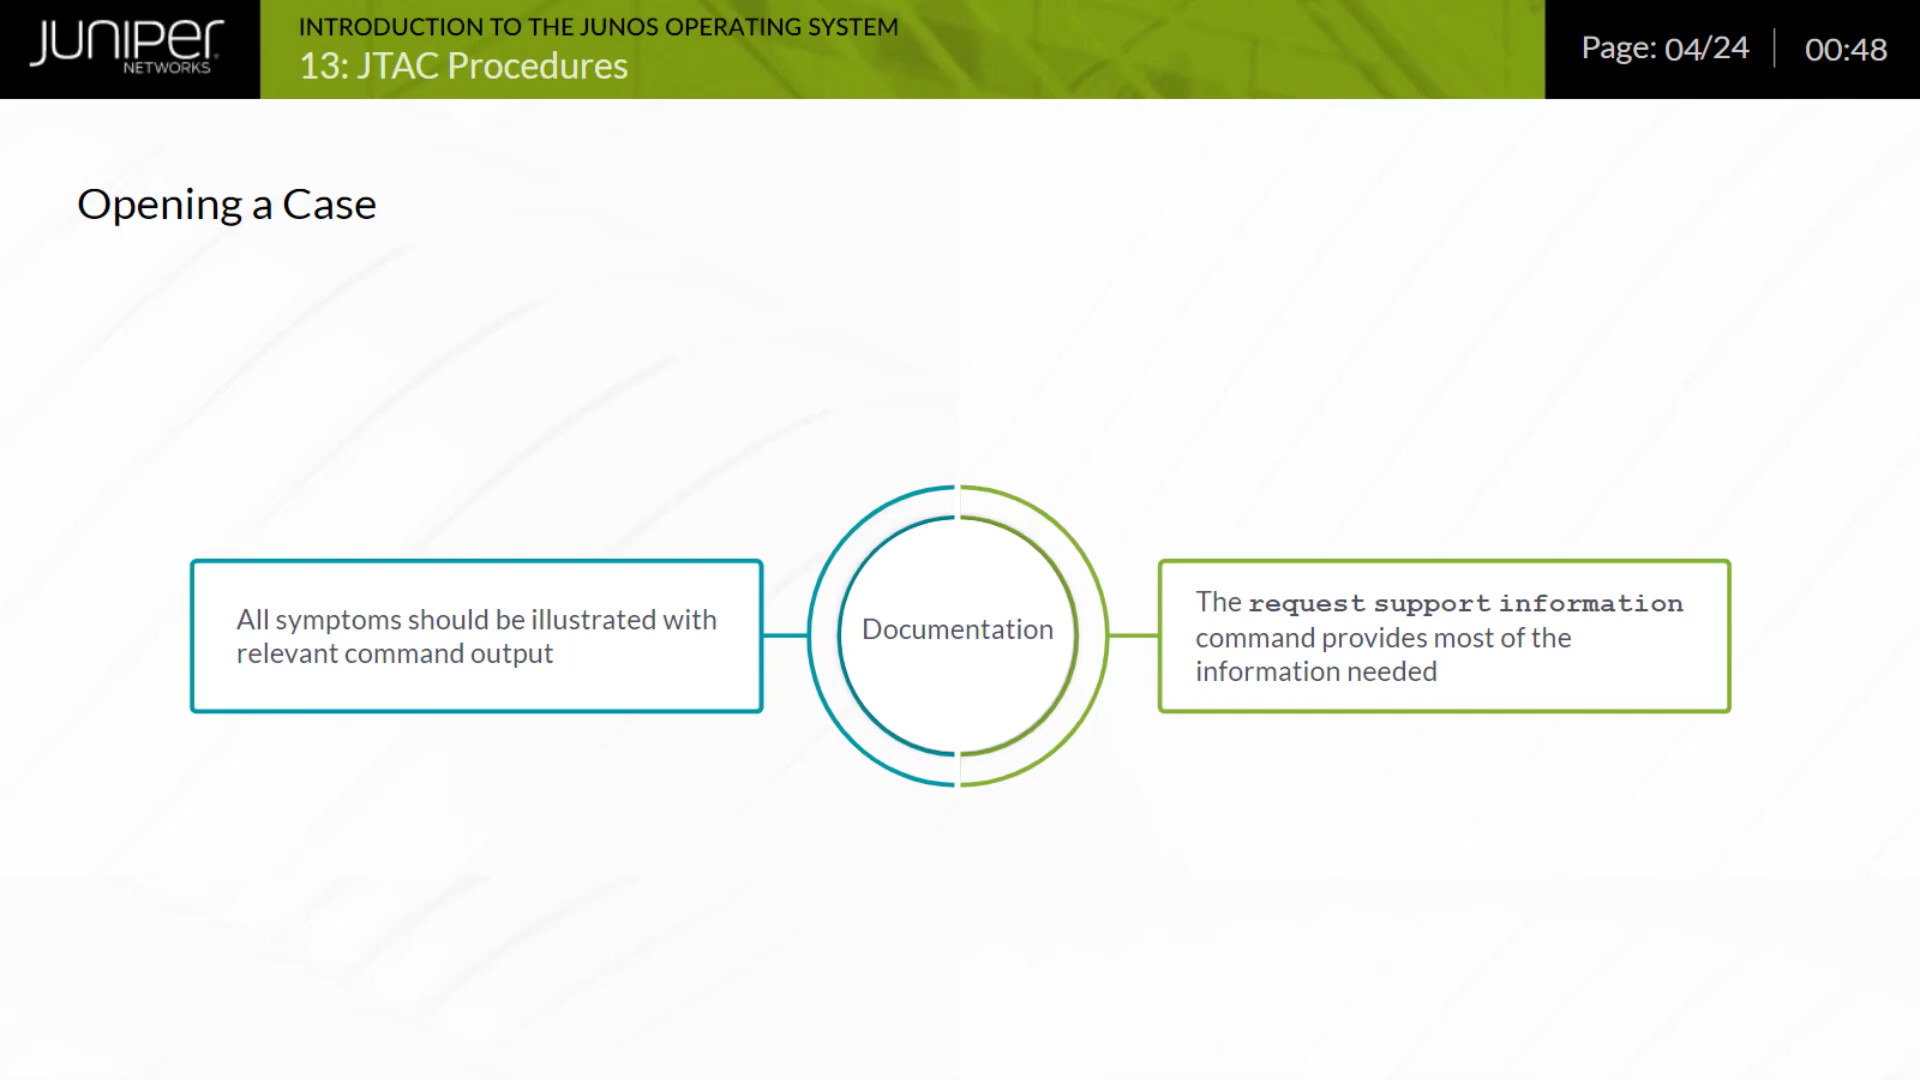 JUNIPEr
NETWORKS
INTRODUCTION TO THE JUNOS OPERATING SYSTEM
13: JTAC Procedures
Page: 04/24
00:48
Opening a Case
All symptoms should be illustrated with
relevant command output
Documentation
The request support information
command provides most of the
information needed